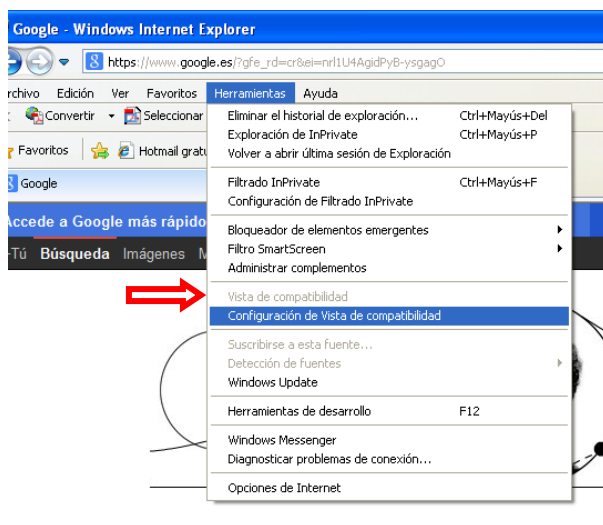 Google - Windows Internet Explorer
https://www.google.es/?gfe_rd=cr&ei=nrl1U4AgidPyB-ysgagO
rchivo Edición Ver Favoritos Herramientas Ayuda
Convertir Seleccionar
Favoritos Hotmail gratu
Google
Accede a Google más rápido
Tú Búsqueda Imágenes M
Eliminar el historial de exploración... Ctrl+Mayús+Del
Exploración de InPrivate Ctrl+Mayús+P
Volver a abrir última sesión de Exploración
Filtrado InPrivate Ctrl+Mayús+F
Configuración de Filtrado InPrivate
Bloqueador de elementos emergentes
Filtro SmartScreen
Administrar complementos
Vista de compatibilidad
Configuración de Vista de compatibilidad
Suscribirse a esta fuente...
Detección de fuentes
Windows Update
Herramientas de desarrollo F12
Windows Messenger
Diagnosticar problemas de conexión...
Opciones de Internet